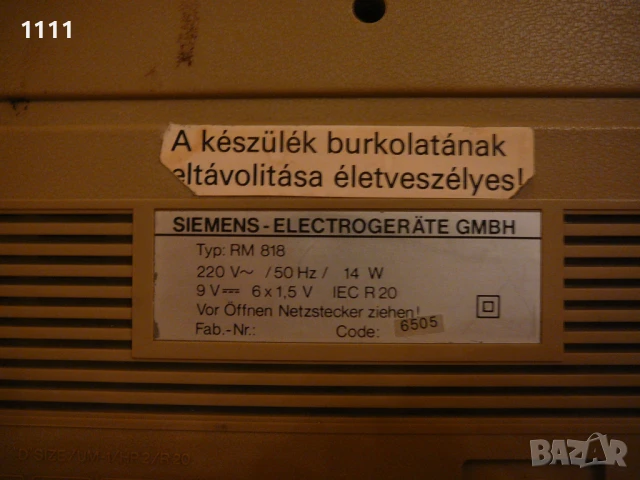 1111
A készülék burkolatának
eltávolitása életveszélyes!
SIEMENS-ELECTROGERÄTE GMBH
Typ: RM 818
220 V~ / 50 Hz / 14 W
9 V⎓ 6 x 1,5 V IEC R 20
Vor Öffnen Netzstecker ziehen!
Fab.-Nr.: Code: 6505
BAZAR